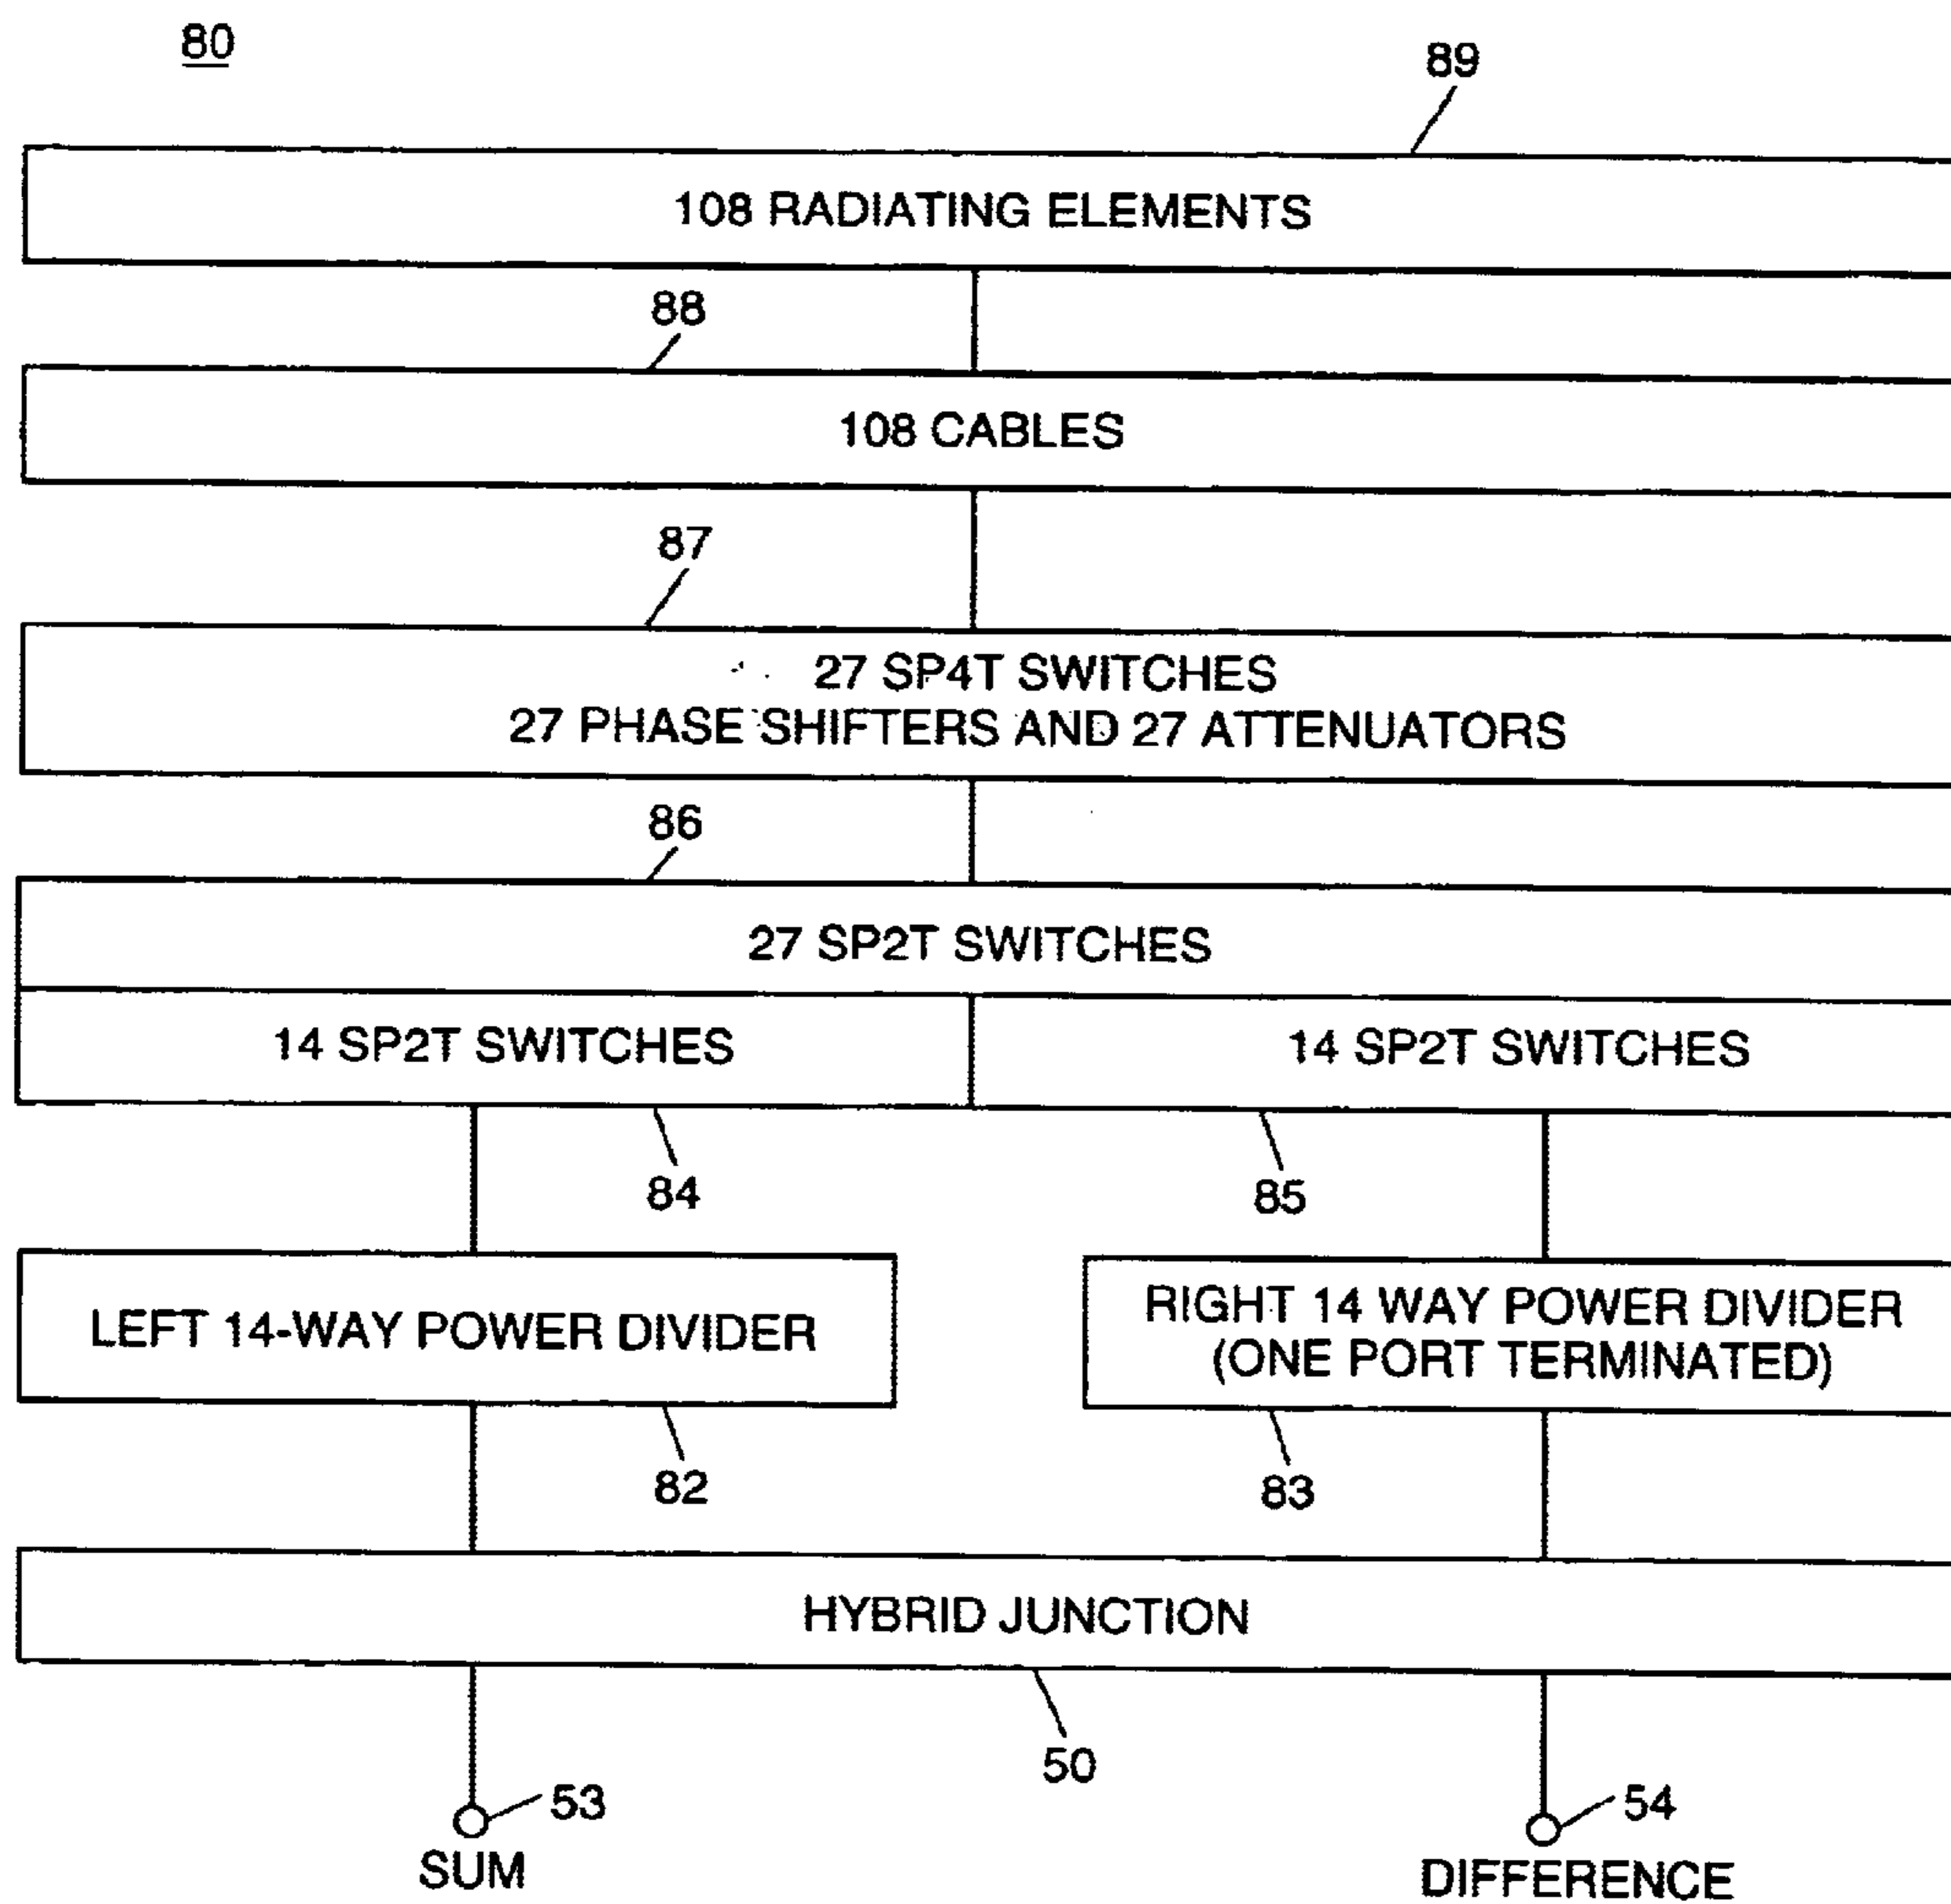 80
89
108 RADIATING ELEMENTS
88
108 CABLES
87
27 SP4T SWITCHES
27 PHASE SHIFTERS AND 27 ATTENUATORS
86
27 SP2T SWITCHES
14 SP2T SWITCHES
14 SP2T SWITCHES
84
85
LEFT 14-WAY POWER DIVIDER
RIGHT 14 WAY POWER DIVIDER
(ONE PORT TERMINATED)
82
83
HYBRID JUNCTION
50
53
54
SUM
DIFFERENCE